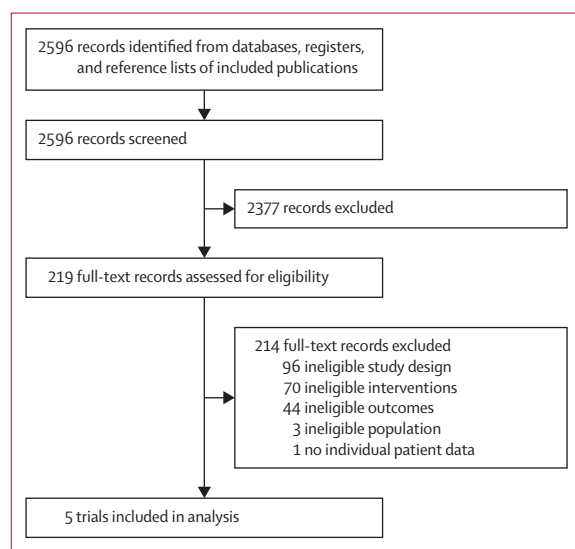 2596 records identified from databases, registers,
and reference lists of included publications
2596 records screened
2377 records excluded
219 full-text records assessed for eligibility
214 full-text records excluded
96 ineligible study design
70 ineligible interventions
44 ineligible outcomes
3 ineligible population
1 no individual patient data
5 trials included in analysis